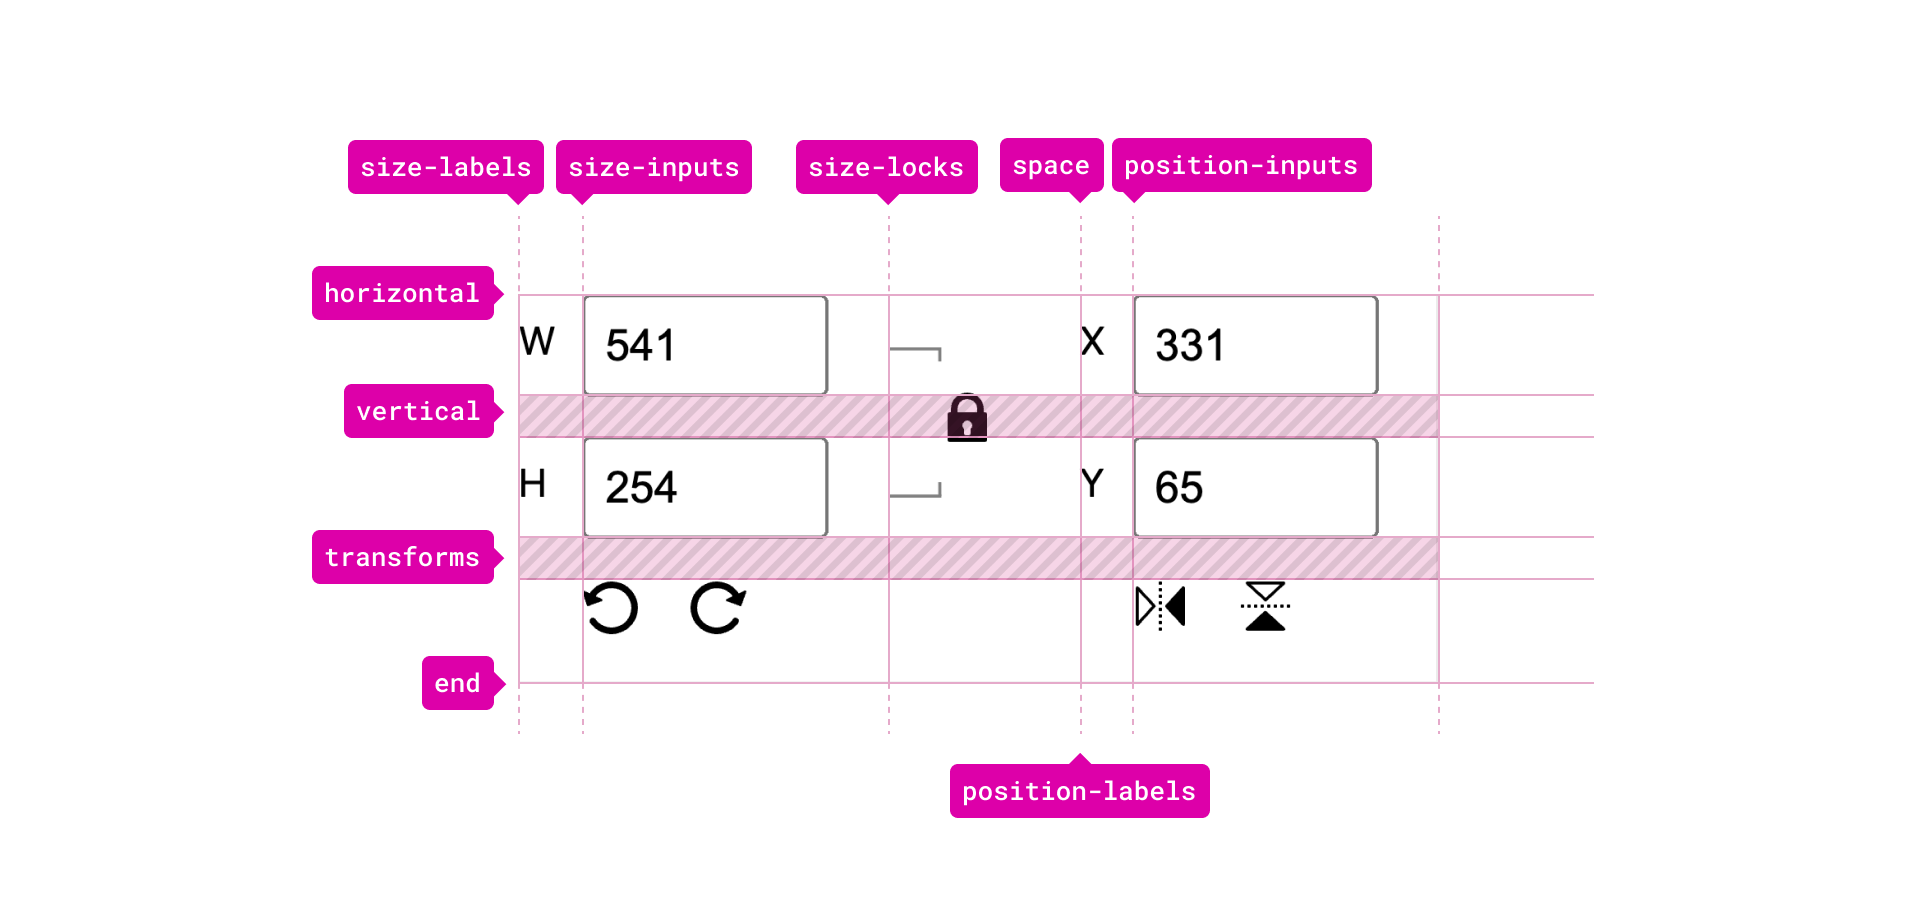 size-labels
size-inputs
size-locks
space
position-inputs
horizontal
W 541 X 331
vertical
H 254 Y 65
transforms
end
position-labels